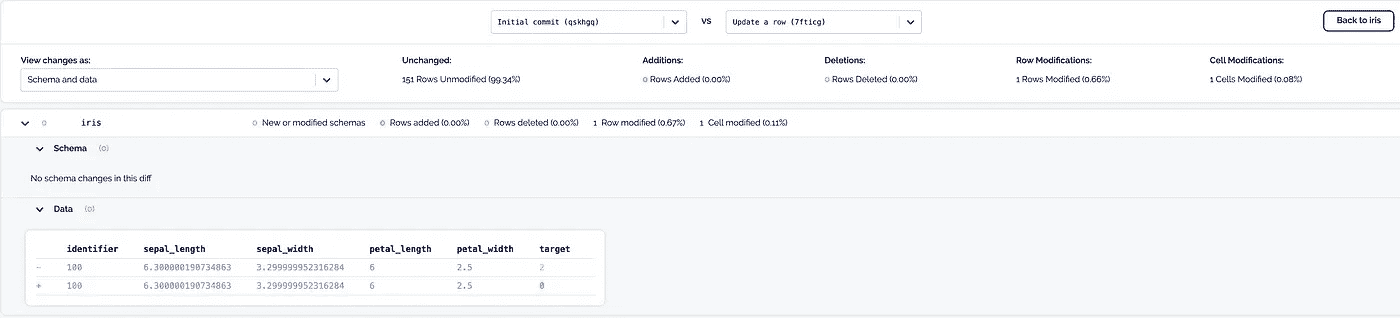 Initial commit (qskhgq) VS Update a row (7fticg) Back to iris
View changes as: Unchanged: Additions: Deletions: Row Modifications: Cell Modifications:
Schema and data 151 Rows Unmodified (99.34%) 0 Rows Added (0.00%) 0 Rows Deleted (0.00%) 1 Rows Modified (0.66%) 1 Cells Modified (0.08%)
0 iris 0 New or modified schemas 0 Rows added (0.00%) 0 Rows deleted (0.00%) 1 Row modified (0.67%) 1 Cell modified (0.11%)
Schema (0)
No schema changes in this diff
Data (0)
identifier sepal_length sepal_width petal_length petal_width target
- 100 6.300000190734863 3.299999952316284 6 2.5 2
+ 100 6.300000190734863 3.299999952316284 6 2.5 0